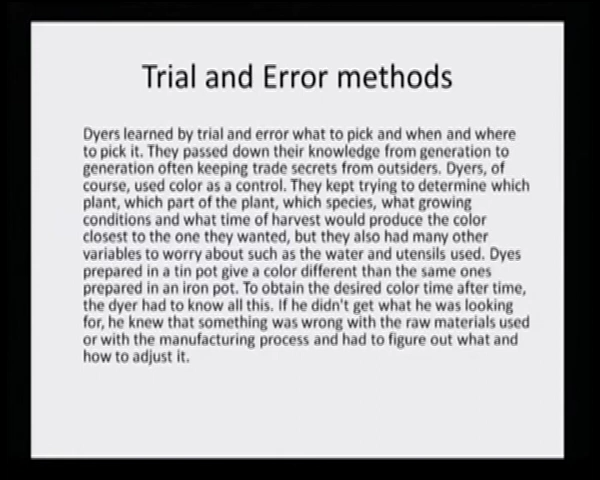 Trial and Error methods
Dyers learned by trial and error what to pick and when and where
to pick it. They passed down their knowledge from generation to
generation often keeping trade secrets from outsiders. Dyers, of
course, used color as a control. They kept trying to determine which
plant, which part of the plant, which species, what growing
conditions and what time of harvest would produce the color
closest to the one they wanted, but they also had many other
variables to worry about such as the water and utensils used. Dyes
prepared in a tin pot give a color different than the same ones
prepared in an iron pot. To obtain the desired color time after time,
the dyer had to know all this. If he didn't get what he was looking
for, he knew that something was wrong with the raw materials used
or with the manufacturing process and had to figure out what and
how to adjust it.